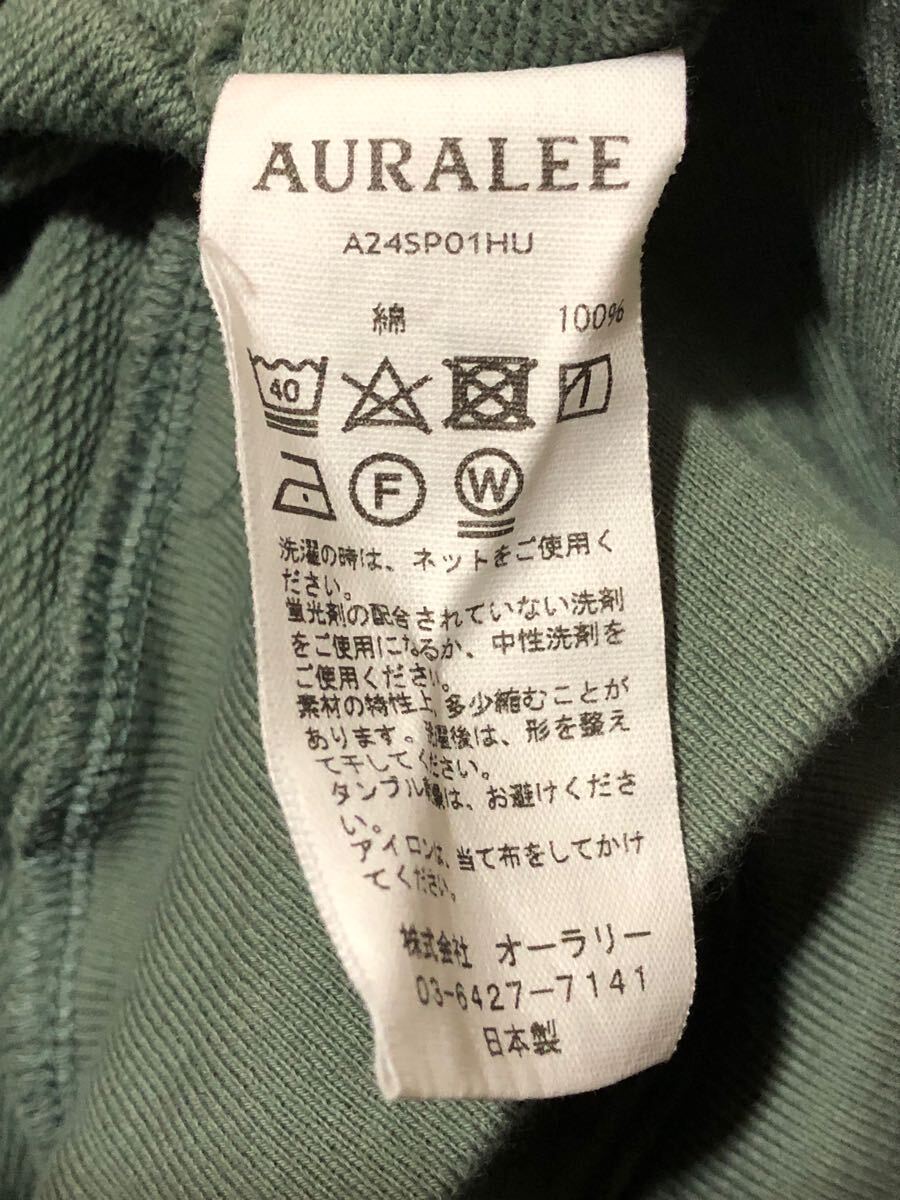 AURALEE
A24SP01HU
綿 100%
40
F W
洗濯の時は、ネットをご使用く
ださい。
蛍光剤の配合されていない洗剤
をご使用になるか、中性洗剤を
ご使用ください。
素材の特性上、多少縮むことが
あります。洗濯後は、形を整え
て干してください。
タンブル乾燥は、お避けくださ
い。
アイロンは、当て布をしてかけ
てください。
株式会社 オーラリー
03-6427-7141
日本製